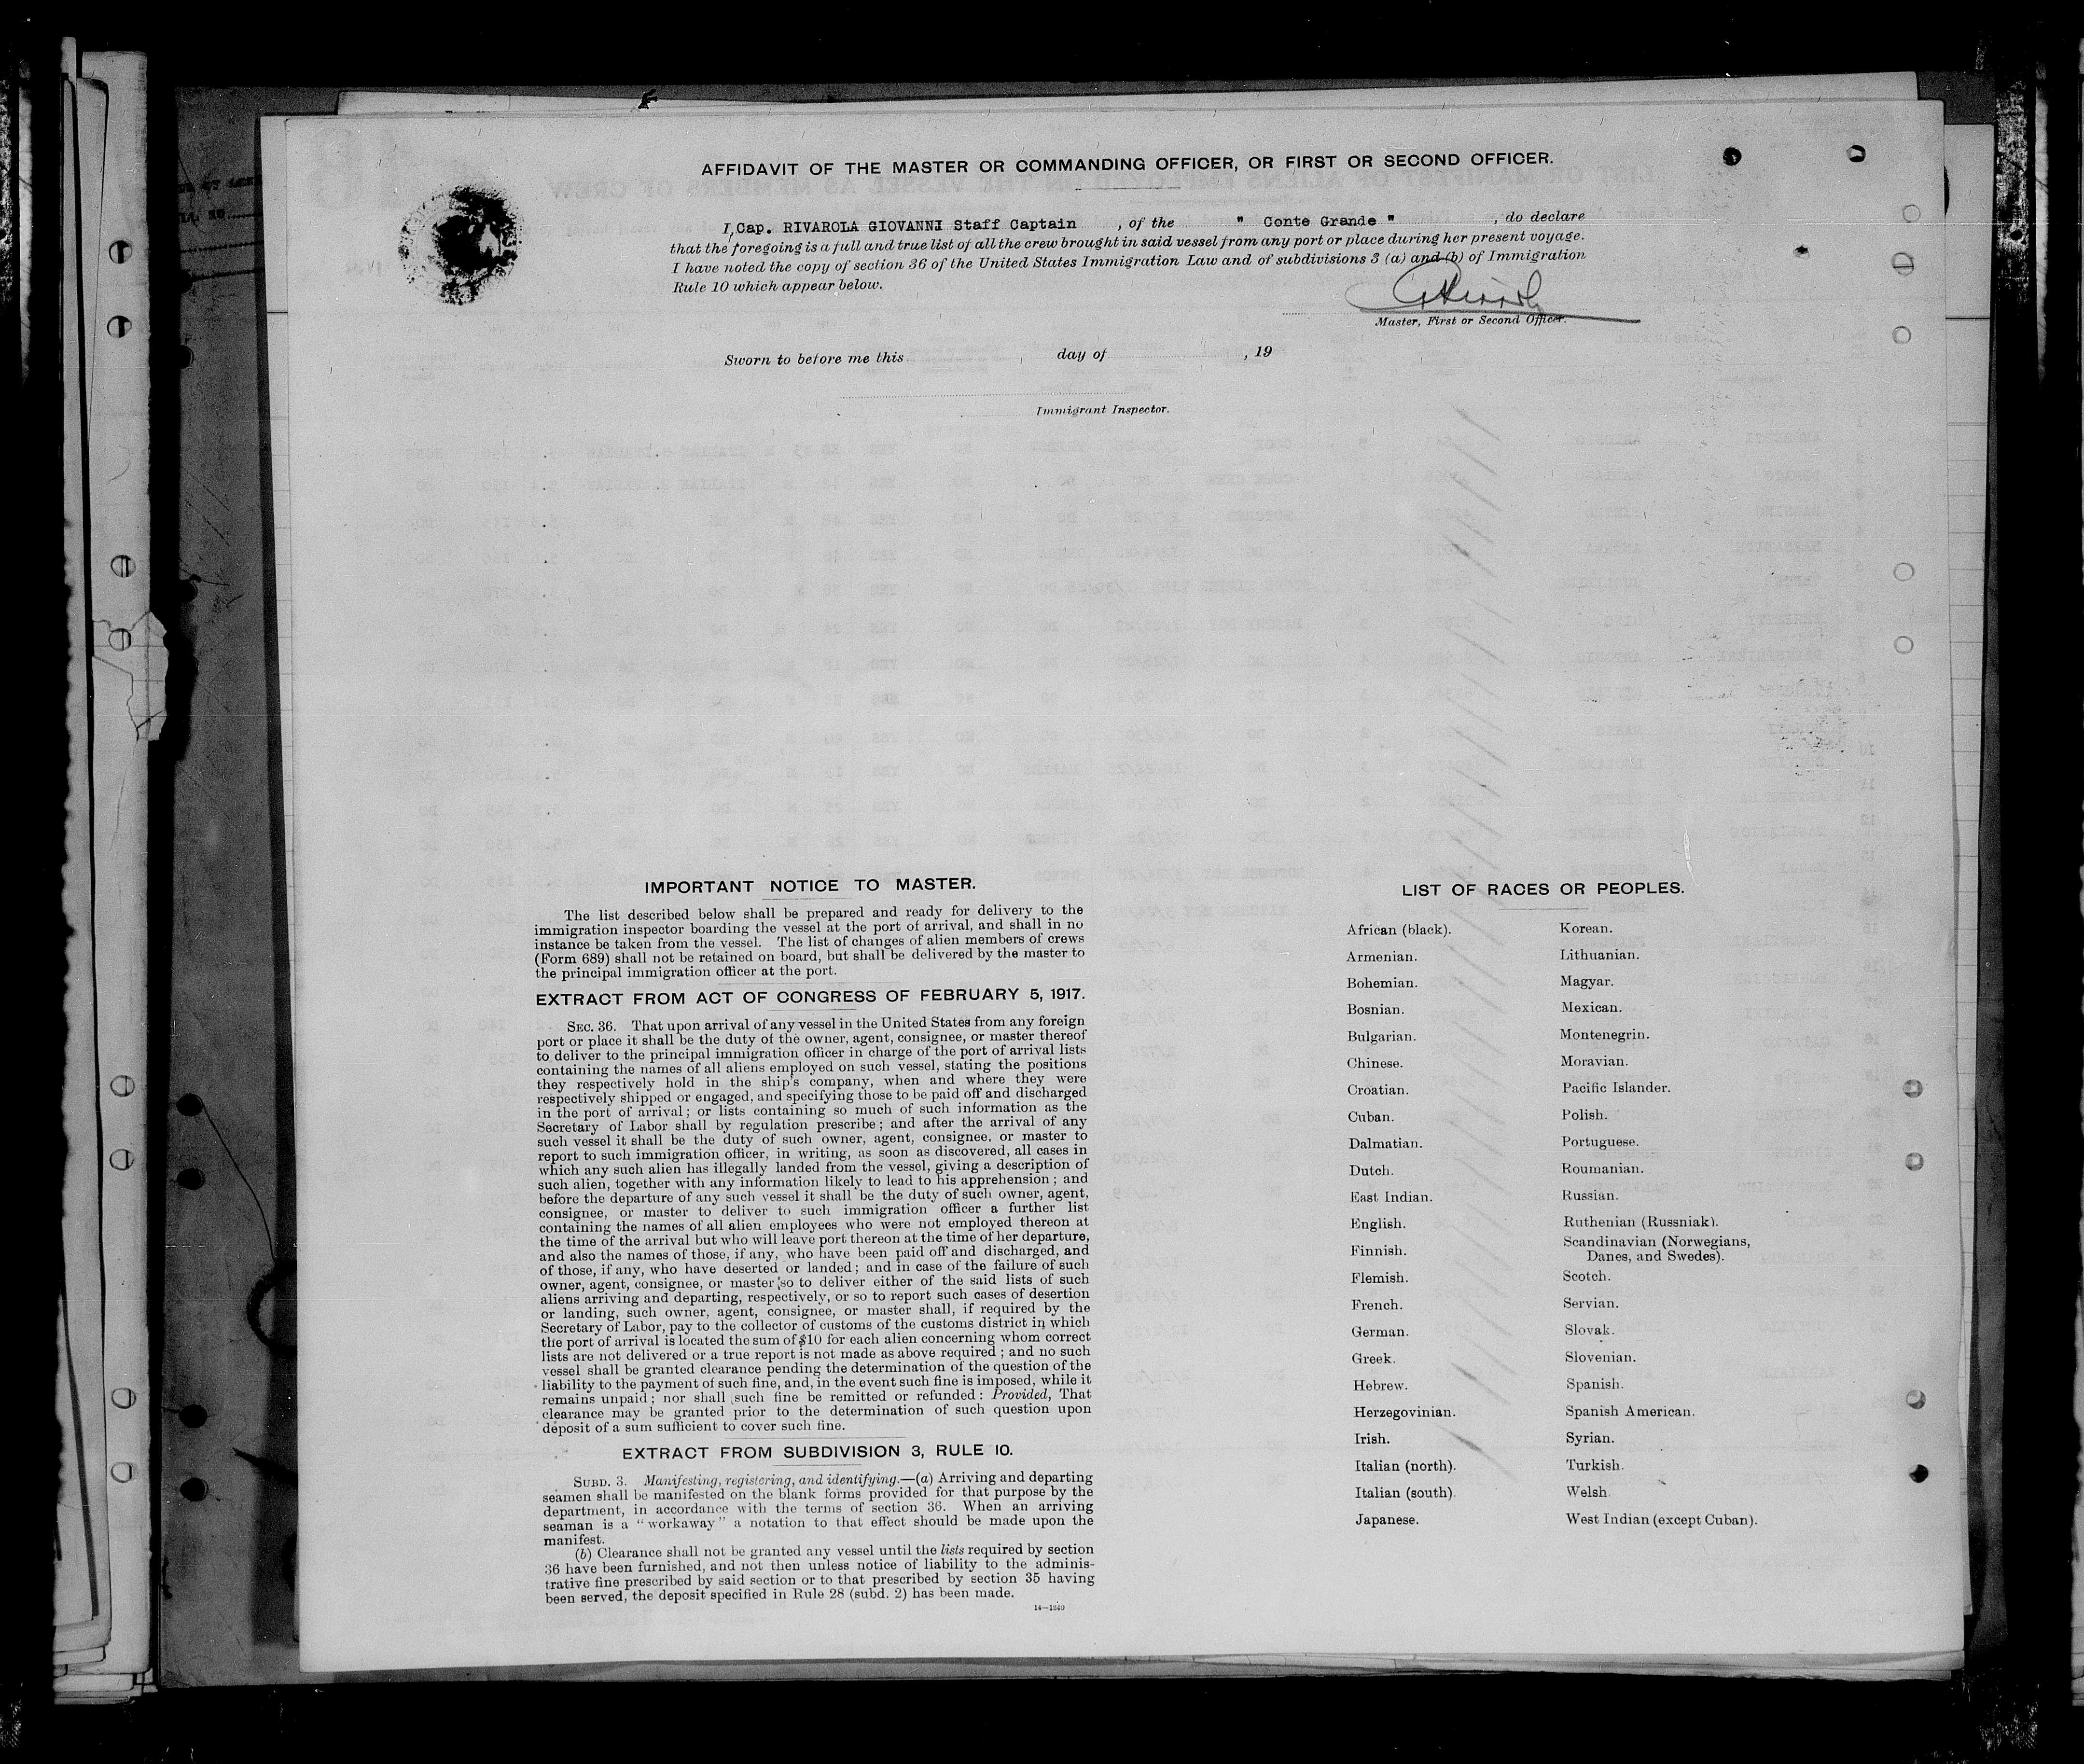 AFFIDAVIT OF THE MASTER OR COMMANDING OFFICER, OR FIRST OR SECOND OFFICER.
I, Cap. RIVAROLA GIOVANNI Staff Captain , of the " Conte Grande " , do declare
that the foregoing is a full and true list of all the crew brought in said vessel from any port or place during her present voyage.
I have noted the copy of section 36 of the United States Immigration Law and of subdivisions 3 (a) and (b) of Immigration
Rule 10 which appear below.
Master, First or Second Officer.
Sworn to before me this , day of , 19
Immigrant Inspector.
IMPORTANT NOTICE TO MASTER.
The list described below shall be prepared and ready for delivery to the
immigration inspector boarding the vessel at the port of arrival, and shall in no
instance be taken from the vessel. The list of changes of alien members of crews
(Form 689) shall not be retained on board, but shall be delivered by the master to
the principal immigration officer at the port.
EXTRACT FROM ACT OF CONGRESS OF FEBRUARY 5, 1917.
SEC. 36. That upon arrival of any vessel in the United States from any foreign
port or place it shall be the duty of the owner, agent, consignee, or master thereof
to deliver to the principal immigration officer in charge of the port of arrival lists
containing the names of all aliens employed on such vessel, stating the positions
they respectively hold in the ship's company, when and where they were
respectively shipped or engaged, and specifying those to be paid off and discharged
in the port of arrival; or lists containing so much of such information as the
Secretary of Labor shall by regulation prescribe; and after the arrival of any
such vessel it shall be the duty of such owner, agent, consignee, or master to
report to such immigration officer, in writing, as soon as discovered, all cases in
which any such alien has illegally landed from the vessel, giving a description of
such alien, together with any information likely to lead to his apprehension; and
before the departure of any such vessel it shall be the duty of such owner, agent,
consignee, or master to deliver to such immigration officer a further list
containing the names of all alien employees who were not employed thereon at
the time of the arrival but who will leave port thereon at the time of her departure,
and also the names of those, if any, who have been paid off and discharged, and
of those, if any, who have deserted or landed; and in case of the failure of such
owner, agent, consignee, or master so to deliver either of the said lists of such
aliens arriving and departing, respectively, or so to report such cases of desertion
or landing, such owner, agent, consignee, or master shall, if required by the
Secretary of Labor, pay to the collector of customs of the customs district in which
the port of arrival is located the sum of $10 for each alien concerning whom correct
lists are not delivered or a true report is not made as above required; and no such
vessel shall be granted clearance pending the determination of the question of the
liability to the payment of such fine, and, in the event such fine is imposed, while it
remains unpaid; nor shall such fine be remitted or refunded: Provided, That
clearance may be granted prior to the determination of such question upon
deposit of a sum sufficient to cover such fine.
EXTRACT FROM SUBDIVISION 3, RULE 10.
SUBD. 3. Manifesting, registering, and identifying.—(a) Arriving and departing
seamen shall be manifested on the blank forms provided for that purpose by the
department, in accordance with the terms of section 36. When an arriving
seaman is a "workaway" a notation to that effect should be made upon the
manifest.
(b) Clearance shall not be granted any vessel until the lists required by section
36 have been furnished, and not then unless notice of liability to the adminis-
trative fine prescribed by said section or to that prescribed by section 35 having
been served, the deposit specified in Rule 28 (subd. 2) has been made.
14—1240
LIST OF RACES OR PEOPLES.
African (black).
Armenian.
Bohemian.
Bosnian.
Bulgarian.
Chinese.
Croatian.
Cuban.
Dalmatian.
Dutch.
East Indian.
English.
Finnish.
Flemish.
French.
German.
Greek.
Hebrew.
Herzegovinian.
Irish.
Italian (north).
Italian (south).
Japanese.
Korean.
Lithuanian.
Magyar.
Mexican.
Montenegrin.
Moravian.
Pacific Islander.
Polish.
Portuguese.
Roumanian.
Russian.
Ruthenian (Russniak).
Scandinavian (Norwegians,
Danes, and Swedes).
Scotch.
Servian.
Slovak.
Slovenian.
Spanish.
Spanish American.
Syrian.
Turkish.
Welsh.
West Indian (except Cuban).